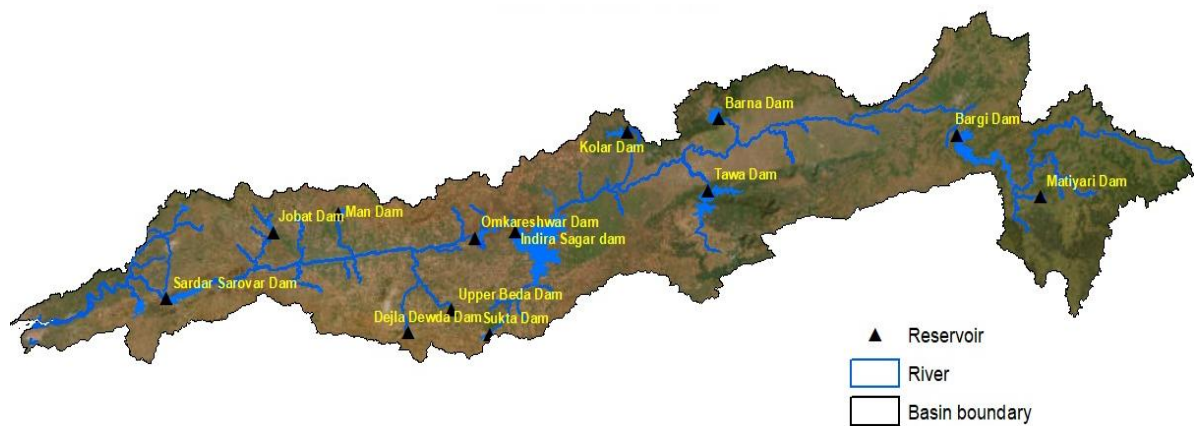 Barna Dam
Bargi Dam
Kolar Dam
Tawa Dam
Matiyari Dam
Jobat Dam
Man Dam
Omkareshwar Dam
Indira Sagar dam
Sardar Sarovar Dam
Upper Beda Dam
Dejla Dewda Dam
Sukta Dam
Reservoir
River
Basin boundary